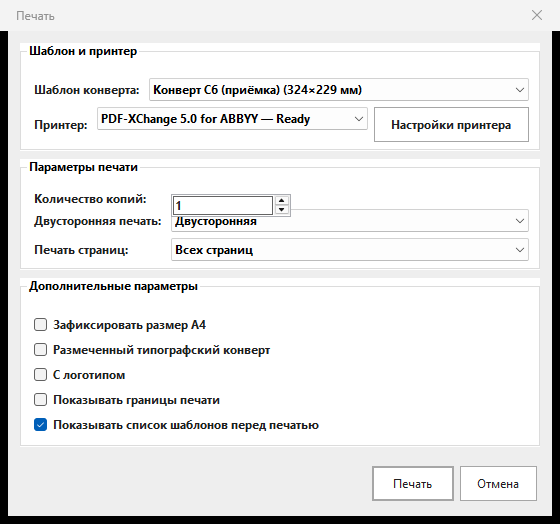 Печать
Шаблон и принтер
Шаблон конверта: Конверт С6 (приёмка) (324×229 мм)
Принтер: PDF-XChange 5.0 for ABBYY — Ready Настройки принтера
Параметры печати
Количество копий: 1
Двусторонняя печать: Двусторонняя
Печать страниц: Всех страниц
Дополнительные параметры
Зафиксировать размер А4
Размеченный типографский конверт
С логотипом
Показывать границы печати
Показывать список шаблонов перед печатью
Печать Отмена